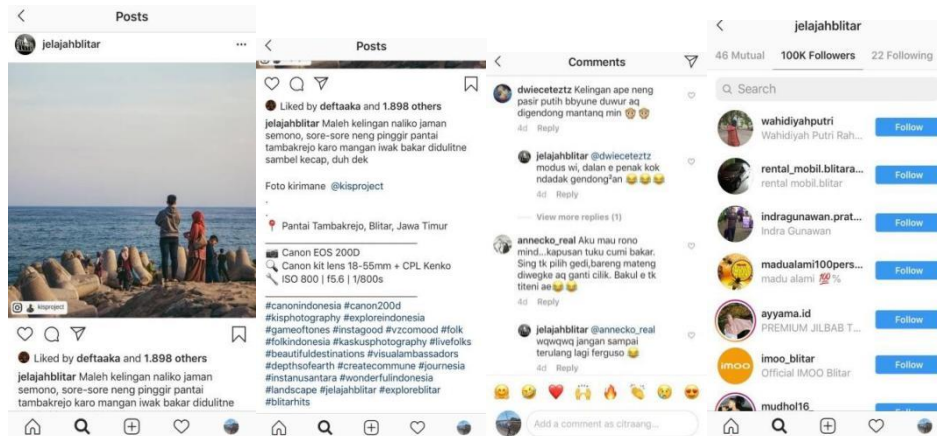 Posts
jelajahblitar
kisproject
Liked by deftaaka and 1.898 others
jelajahblitar Maleh kelingan naliko jaman
semono, sore-sore neng pinggir pantai
tambakrejo karo mangan iwak bakar didulitne
Posts
Liked by deftaaka and 1.898 others
jelajahblitar Maleh kelingan naliko jaman
semono, sore-sore neng pinggir pantai
tambakrejo karo mangan iwak bakar didulitne
sambel kecap, duh dek
Foto kirimane @kisproject
.
.
Pantai Tambakrejo, Blitar, Jawa Timur
Canon EOS 200D
Canon kit lens 18-55mm + CPL Kenko
ISO 800 | f5.6 | 1/800s
#canonindonesia #canon200d
#kisphotography #exploreindonesia
#gameoftones #instagood #vzcomood #folk
#folkindonesia #kaskusphotography #livefolks
#beautifuldestinations #visualambassadors
#depthsofearth #createcommune #journesia
#instanusantara #wonderfulindonesia
#landscape #jelajahblitar #exploreblitar
#blitarhits
Comments
dwieceteztz Kelingan ape neng
pasir putih bbyune duwur aq
digendong mantanq min 🙊🙊
4d Reply
jelajahblitar @dwieceteztz
modus wi, dalan e penak kok
ndadak gendong²an 😂😂😂
4d Reply
View more replies (1)
annecko_real Aku mau rono
mind...kapusan tuku cumi bakar.
Sing tk pilih gedi,bareng mateng
diwegke aq ganti cilik. Bakul e tk
titeni ae😂😂
4d Reply
jelajahblitar @annecko_real
wqwqwq jangan sampai
terulang lagi ferguso 😂
4d Reply
Add a comment as citraang...
jelajahblitar
46 Mutual 100K Followers 22 Following
Search
wahidiyahputri
Wahidiyah Putri Rah...
Follow
rental_mobil.blitara...
rental mobil.blitar
Follow
indragunawan.prat...
Indra Gunawan
Follow
madualami100pers...
madu alami 💯%
Follow
ayyama.id
PREMIUM JILBAB T...
Follow
imoo
imoo_blitar
Official IMOO Blitar
Follow
mudhol16_